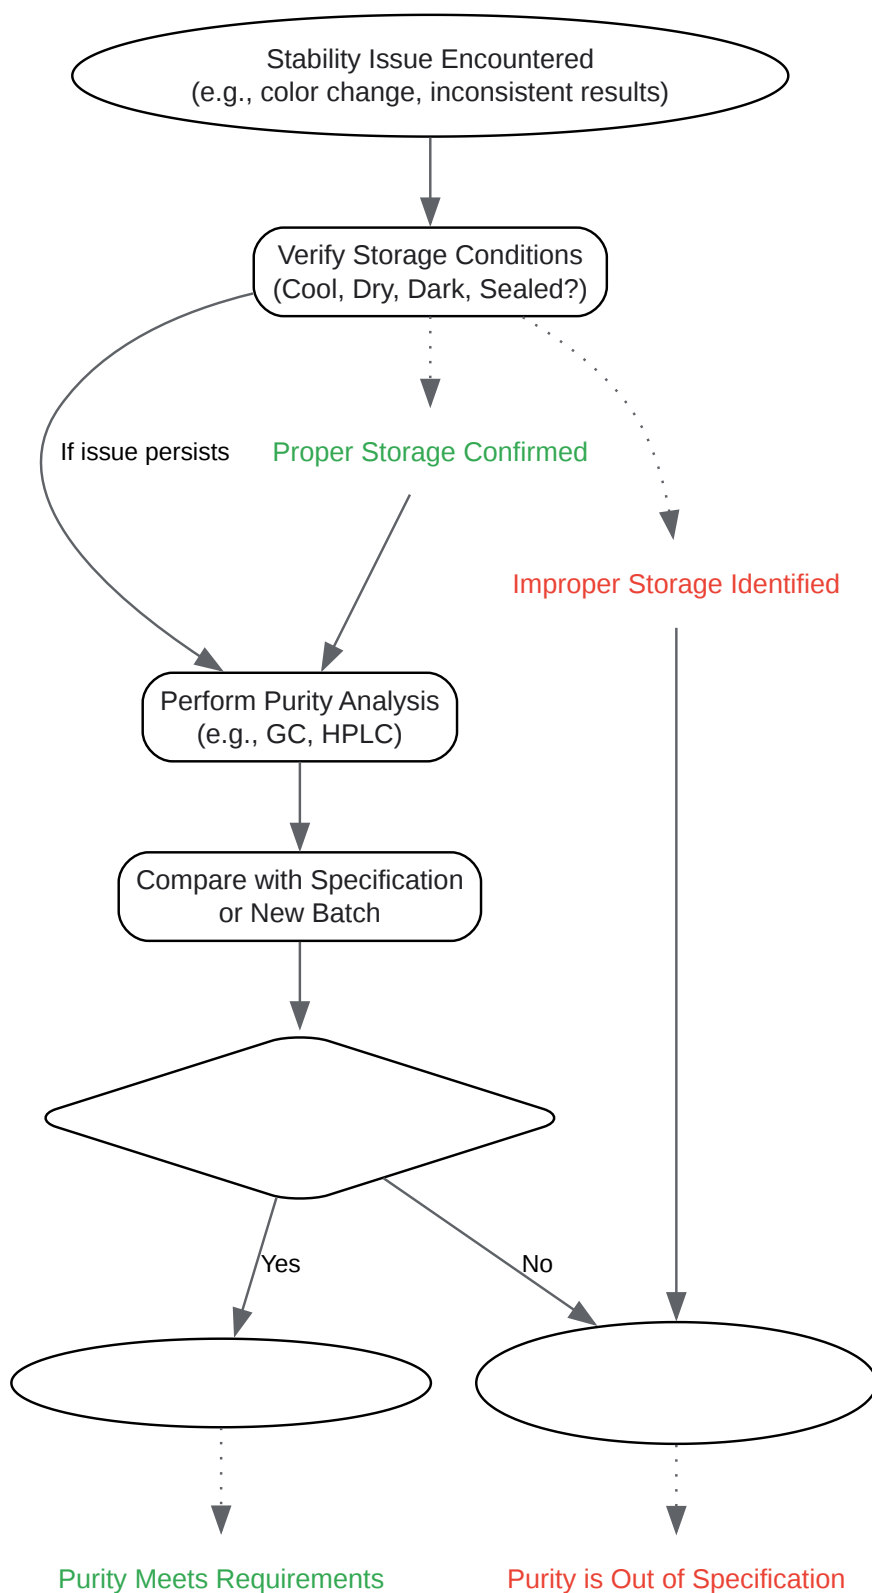 Stability Issue Encountered
(e.g., color change, inconsistent results)
Verify Storage Conditions
(Cool, Dry, Dark, Sealed?)
If issue persists
Proper Storage Confirmed
Improper Storage Identified
Perform Purity Analysis
(e.g., GC, HPLC)
Compare with Specification
or New Batch
Yes
No
Purity Meets Requirements
Purity is Out of Specification